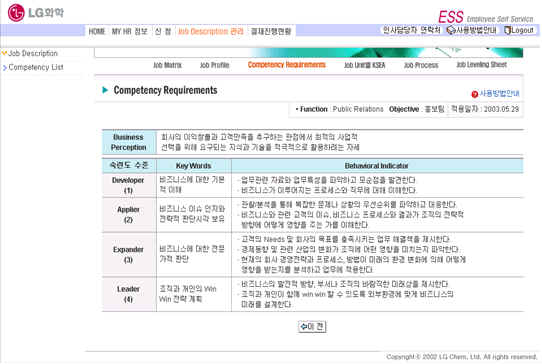 LG화학
ESS Employee Self Service
HOME MY HR 정보 신 청 Job Description 관리 결재진행현황
인사담당자 연락처 사용방법안내 Logout
Job Description
Competency List
Job Matrix Job Profile Competency Requirements Job Unit별 KSEA Job Process Job Leveling Sheet
Competency Requirements
사용방법안내
• Function : Public Relations Objective : 홍보팀 적용일자 : 2003.05.29
Business Perception
회사의 이익창출과 고객만족을 추구하는 관점에서 최적의 사업적
선택을 위해 요구되는 지식과 기술을 적극적으로 활용하려는 자세
숙련도 수준 Key Words Behavioral Indicator
Developer
(1)
비즈니스에 대한 기본
적 이해
- 업무관련 자료와 업무특성을 파악하고 모순점을 발견한다.
- 비즈니스가 이루어지는 프로세스와 직무에 대해 이해한다.
Applier
(2)
비즈니스 이슈 인지와
전략적 판단시각 보유
- 관찰/분석을 통해 복잡한 문제나 상황의 우선순위를 파악하고 대응한다.
- 비즈니스와 관련 고객의 이슈, 비즈니스 프로세스와 결과가 조직의 전략적
방향에 어떻게 영향을 주는 가를 이해한다.
Expander
(3)
비즈니스에 대한 전문
가적 판단
- 고객의 Needs 및 회사의 목표를 충족시키는 업무 해결책을 제시한다.
- 경제동향 및 관련 산업의 변화가 조직에 어떤 영향을 미치는지 파악한다.
- 현재의 회사 경영전략과 프로세스, 방법이 미래의 환경 변화에 의해 어떻게
영향을 받는지를 분석하고 업무에 적용한다.
Leader
(4)
조직과 개인의 Win
Win 전략 계획
- 비즈니스의 발전적 방향, 부서나 조직의 바람직한 미래상을 제시한다.
- 조직과 개인이 함께 win win 할 수 있도록 외부환경에 맞게 비즈니스의
미래를 설계한다.
이 전
Copyright © 2002 LG Chem, Ltd. All rights reserved.